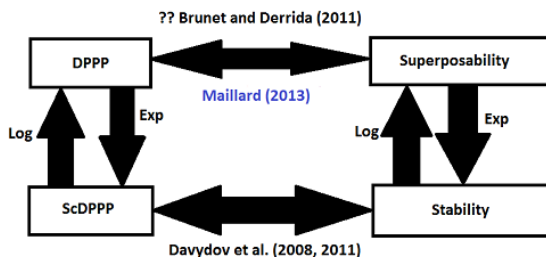 ?? Brunet and Derrida (2011)
DPPP
Superposability
Maillard (2013)
Log
Exp
Log
Exp
ScDPPP
Stability
Davydov et al. (2008, 2011)